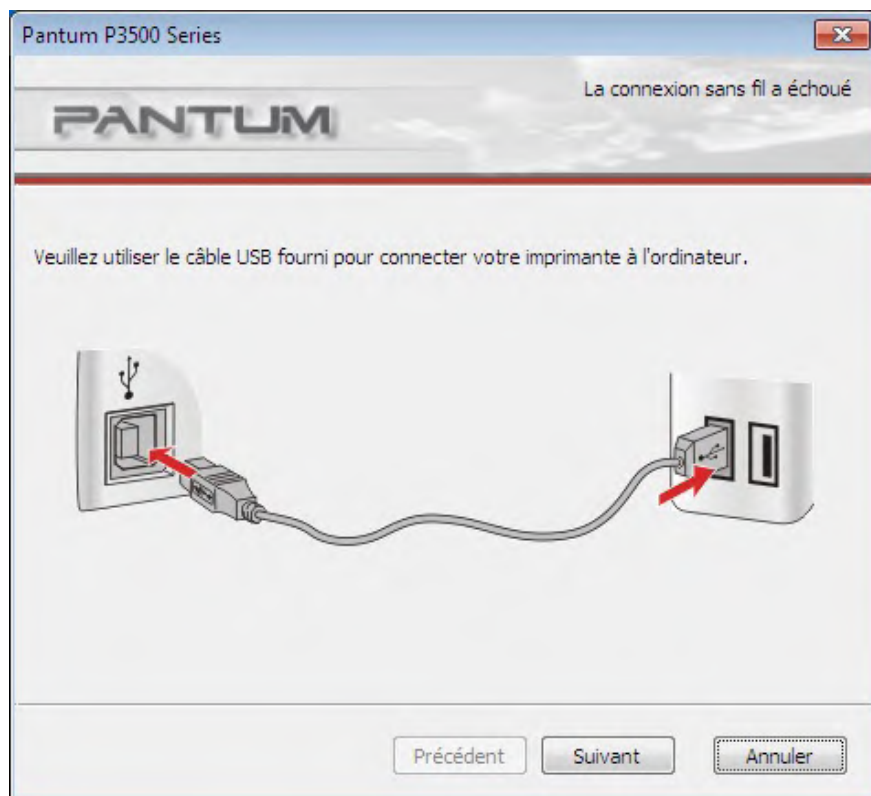 Pantum P3500 Series
La connexion sans fil a échoué
PANTUM
Veuillez utiliser le câble USB fourni pour connecter votre imprimante à l'ordinateur.
Précédent
Suivant
Annuler